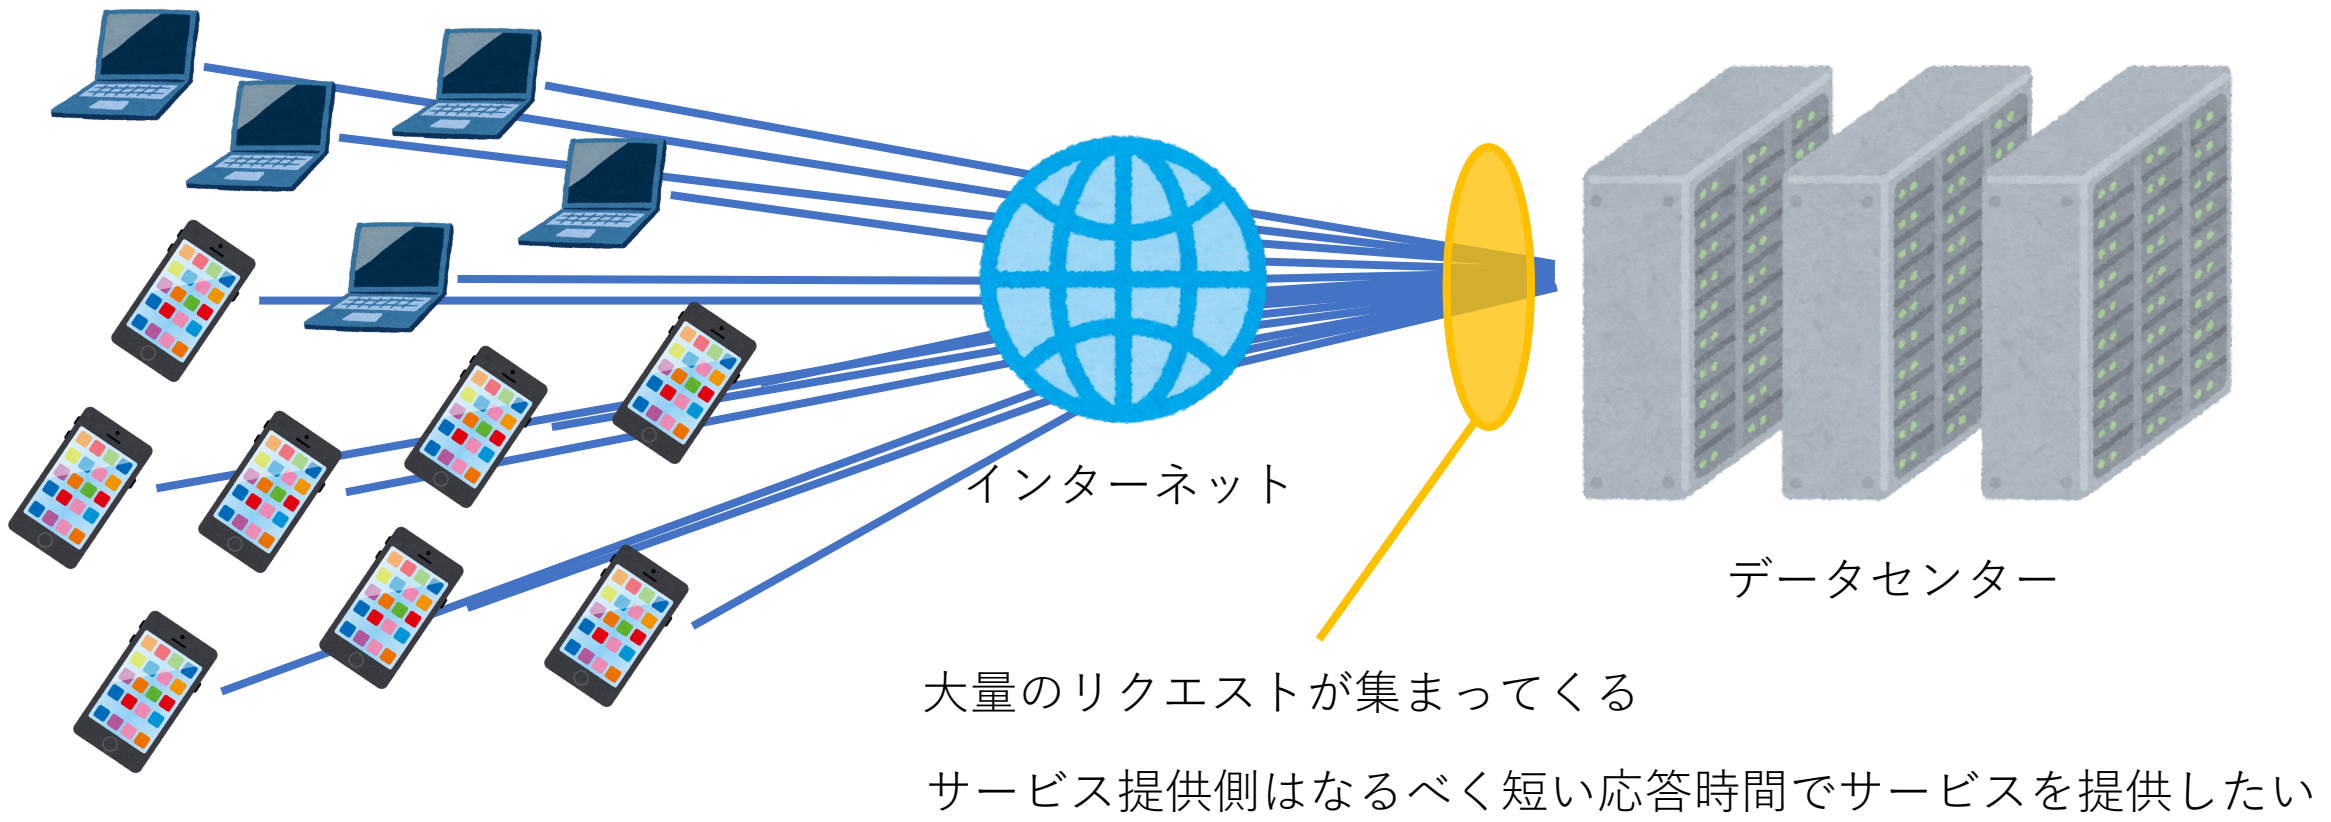 インターネット
データセンター
大量のリクエストが集まってくる
サービス提供側はなるべく短い応答時間でサービスを提供したい